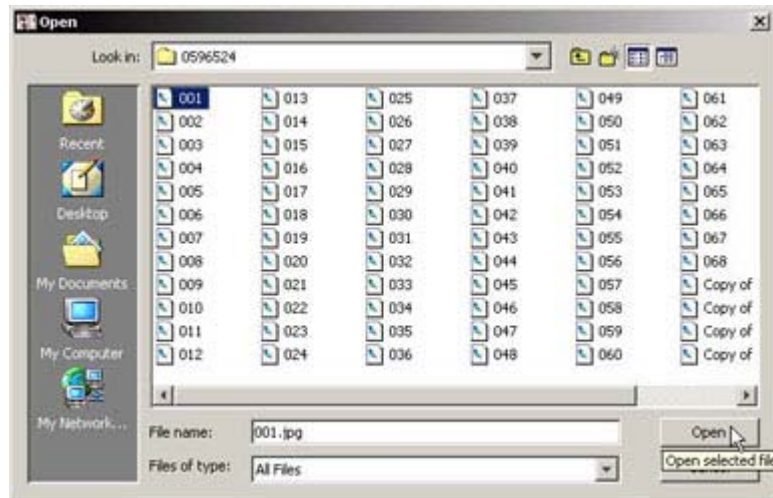 Open
Look in: 0596524
001 013 025 037 049 061
002 014 026 038 050 062
003 015 027 039 051 063
004 016 028 040 052 064
005 017 029 041 053 065
006 018 030 042 054 066
007 019 031 043 055 067
008 020 032 044 056 068
009 021 033 045 057 Copy of
010 022 034 046 058 Copy of
011 023 035 047 059 Copy of
012 024 036 048 060 Copy of
Recent
Desktop
My Documents
My Computer
My Network...
File name: 001.jpg Open
Files of type: All Files
Open selected file